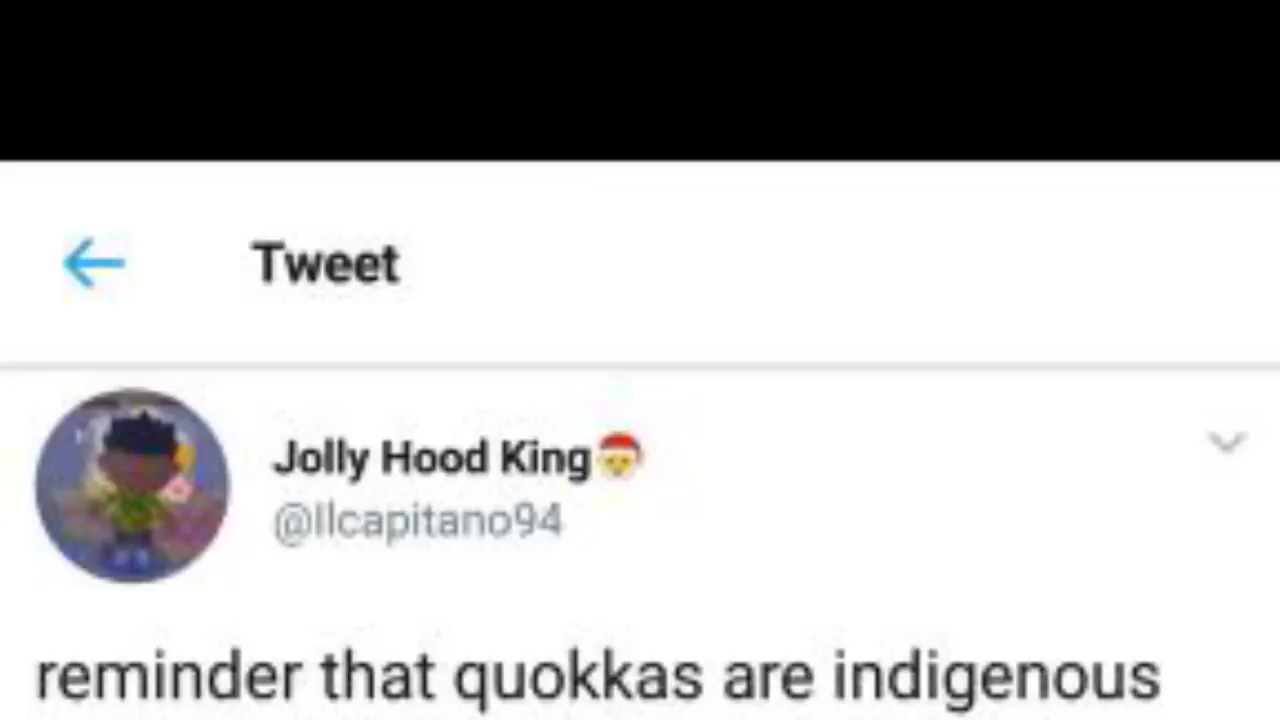 Tweet
Jolly Hood King🎅
@Ilcapitano94
reminder that quokkas are indigenous